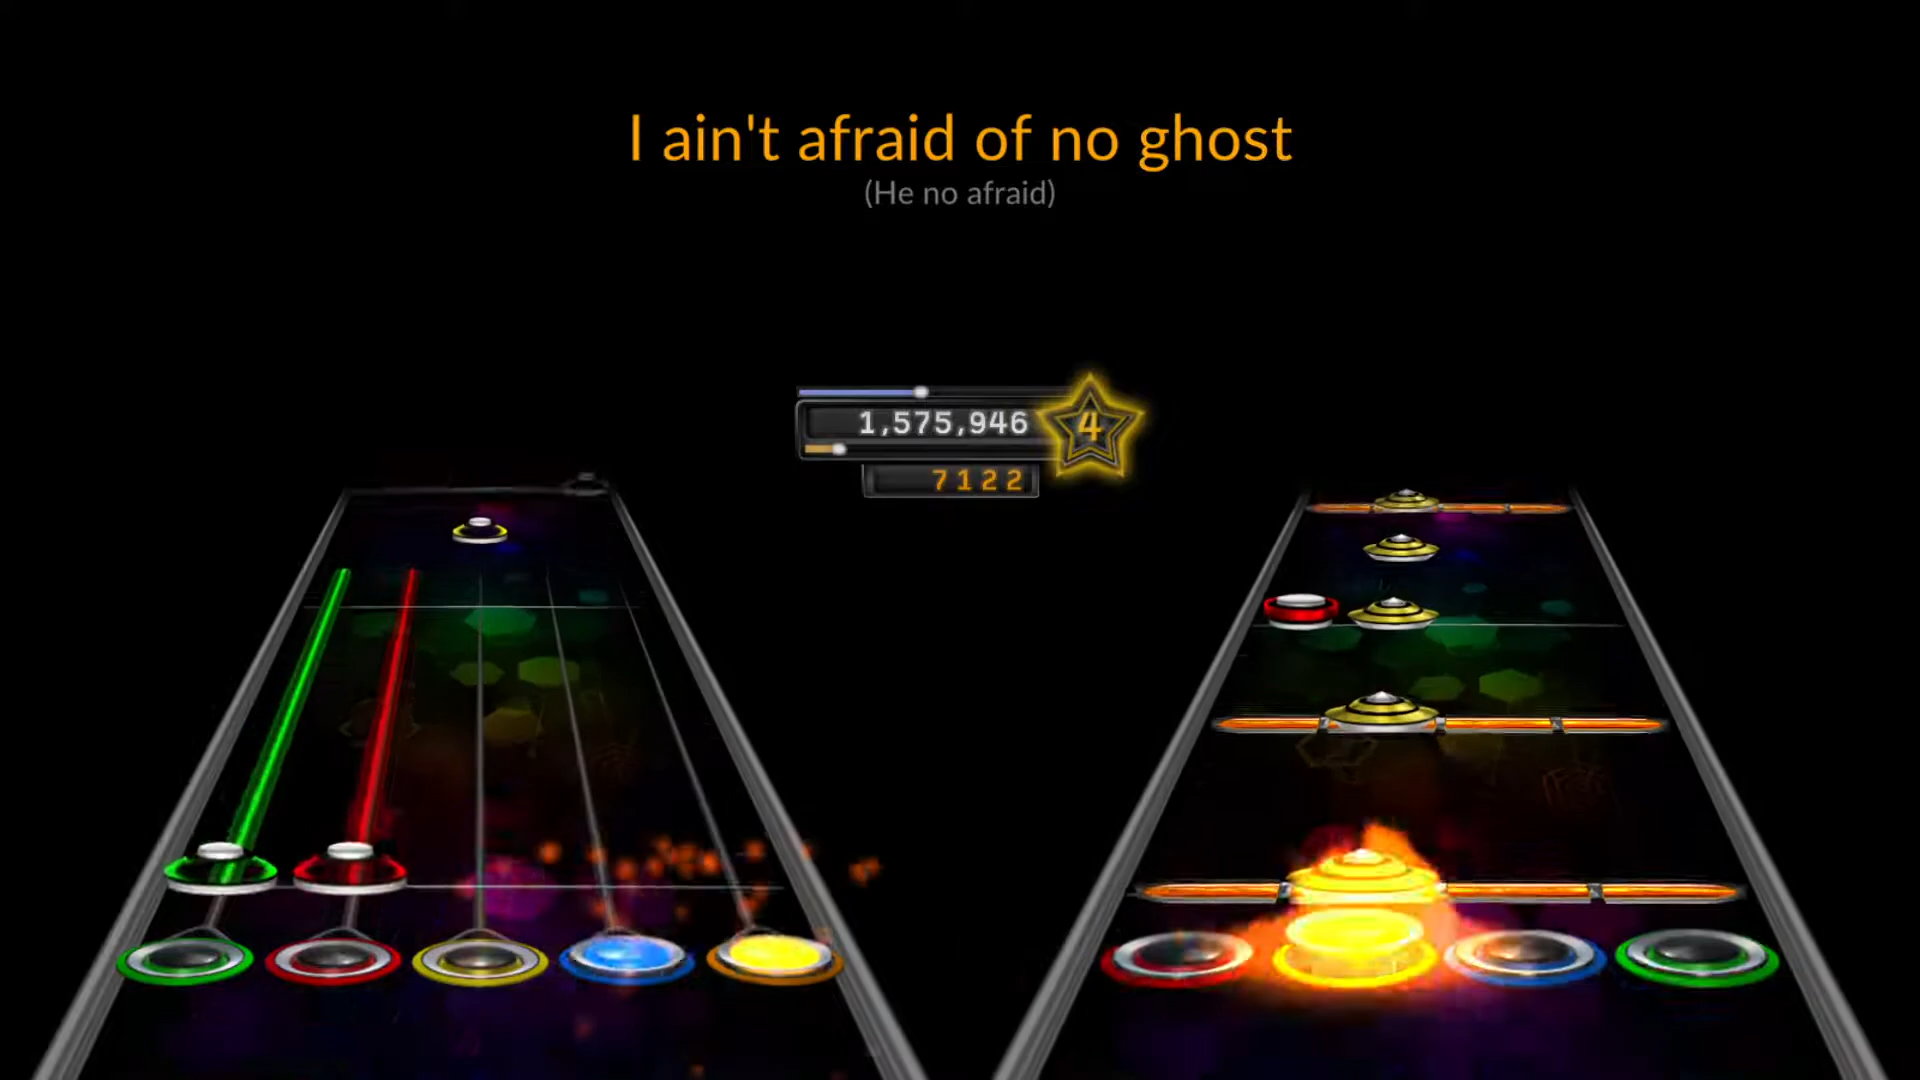 I ain't afraid of no ghost
(He no afraid)
1,575,946
4
7122